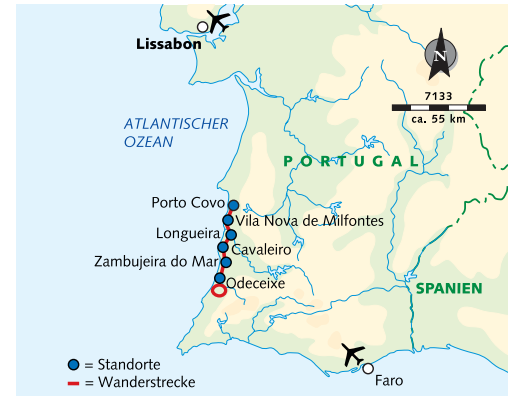 Lissabon
N
7133
ca. 55 km
ATLANTISCHER
OZEAN
PORTUGAL
Porto Covo
Vila Nova de Milfontes
Longueira
Cavaleiro
Zambujeira do Mar
Odeceixe
SPANIEN
= Standorte
= Wanderstrecke
Faro